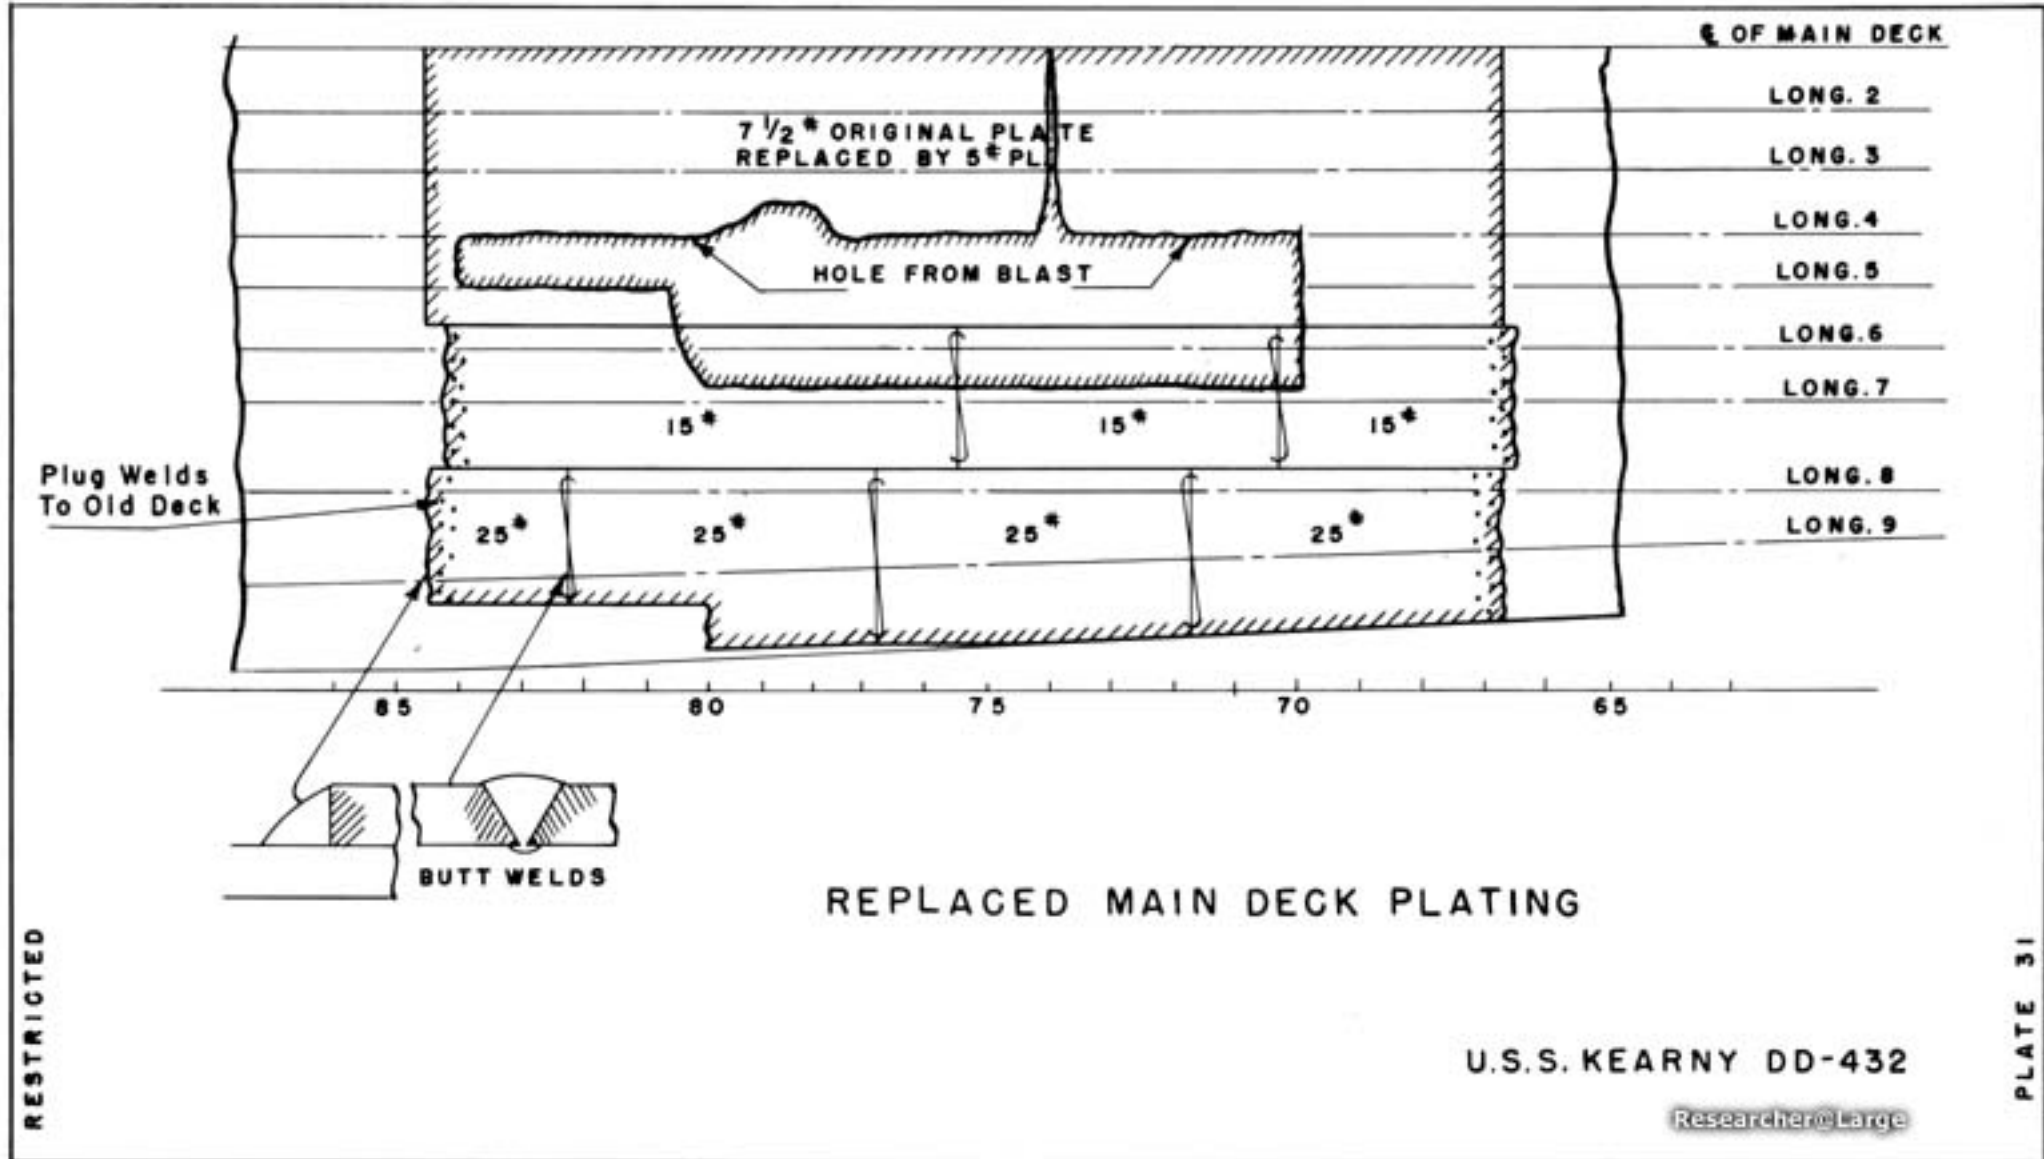 ℄ OF MAIN DECK
LONG. 2
7 1/2 # ORIGINAL PLATE
REPLACED BY 5# PL
LONG. 3
LONG. 4
HOLE FROM BLAST
LONG. 5
LONG. 6
LONG. 7
15# 15# 15#
Plug Welds
To Old Deck
LONG. 8
25# 25# 25# 25#
LONG. 9
85 80 75 70 65
BUTT WELDS
REPLACED MAIN DECK PLATING
RESTRICTED
PLATE 31
U.S.S. KEARNY DD-432
Researcher@Large